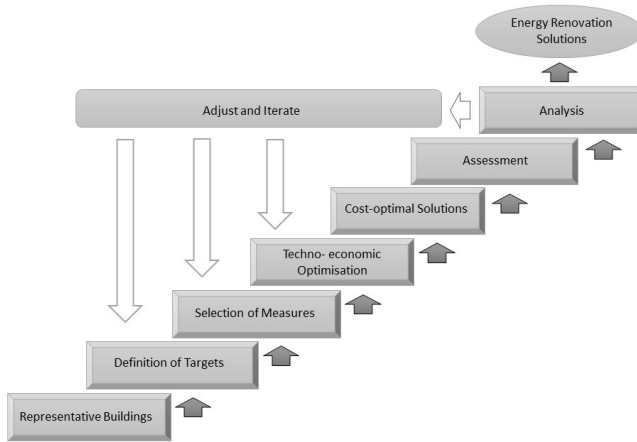 Energy Renovation
Solutions
Adjust and Iterate
Analysis
Assessment
Cost-optimal Solutions
Techno- economic
Optimisation
Selection of Measures
Definition of Targets
Representative Buildings